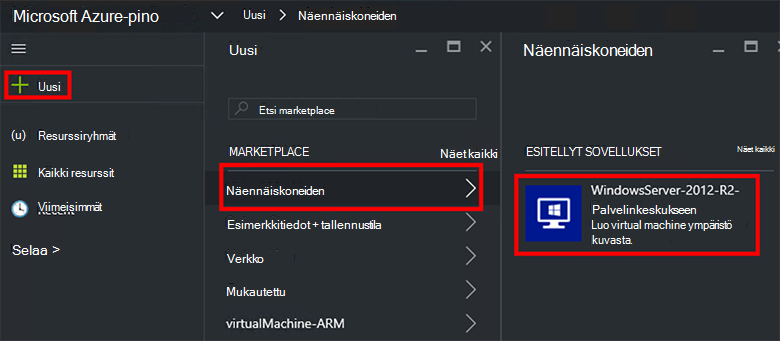 Microsoft Azure-pino
Uusi > Näennäiskoneiden
Uusi
Resurssiryhmät
Kaikki resurssit
Viimeisimmät
Selaa >
Uusi
Etsi marketplace
MARKETPLACE Näet kaikki
Näennäiskoneiden
Esimerkkitiedot + tallennustila
Verkko
Mukautettu
virtualMachine-ARM
Näennäiskoneiden
ESITELLYT SOVELLUKSET Näet kaikki
WindowsServer-2012-R2-
Palvelinkeskukseen
Luo virtual machine ympäristö
kuvasta.